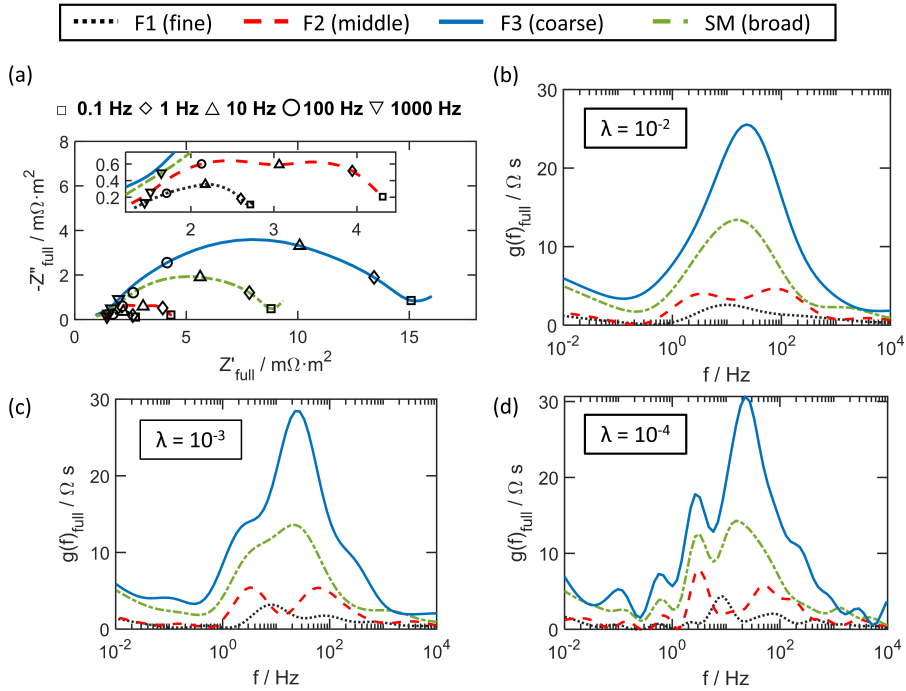 F1 (fine) F2 (middle) F3 (coarse) SM (broad)
(a)
□ 0.1 Hz ◇ 1 Hz △ 10 Hz ○ 100 Hz ▽ 1000 Hz
8
6
4
2
0
-Z''full / mΩ·m²
0.6
0.4
0.2
2 3 4
0 5 10 15
Z'full / mΩ·m²
(b)
λ = 10⁻²
30
20
10
0
g(f)full / Ω s
10⁻² 10⁰ 10² 10⁴
f / Hz
(c)
λ = 10⁻³
30
20
10
0
g(f)full / Ω s
10⁻² 10⁰ 10² 10⁴
f / Hz
(d)
λ = 10⁻⁴
30
20
10
0
g(f)full / Ω s
10⁻² 10⁰ 10² 10⁴
f / Hz